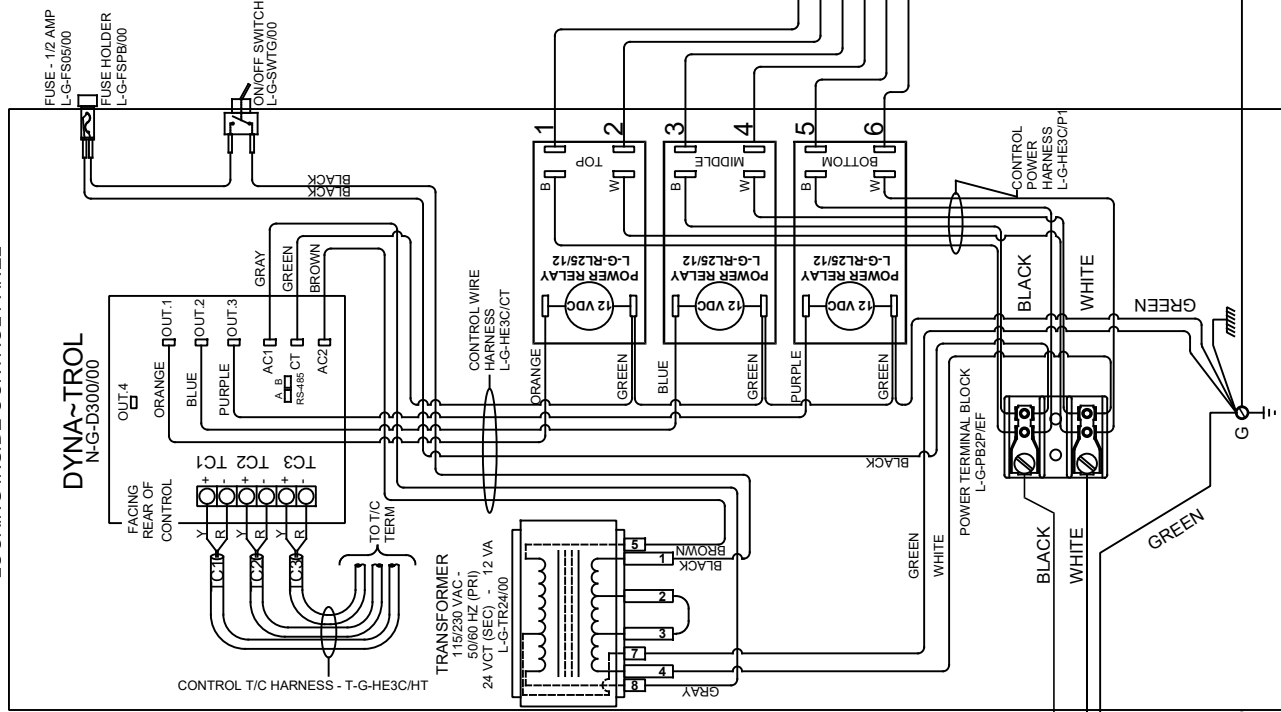 FUSE - 1/2 AMP
L-G-FS05/00
FUSE HOLDER
L-G-FSPB/00
ON/OFF SWITCH
L-G-SWTG/00
BLACK
BLACK
DYNA~TROL
N-G-D300/00
OUT.4
OUT.1
OUT.2
OUT.3
ORANGE
BLUE
PURPLE
AC1
CT
AC2
A B
RS-485
GRAY
GREEN
BROWN
FACING
REAR OF
CONTROL
TC1
TC2
TC3
+
-
+
-
+
-
Y
R
Y
R
Y
R
TC1
TC2
TC3
TO T/C
TERM
CONTROL T/C HARNESS - T-G-HE3C/HT
CONTROL WIRE
HARNESS
L-G-HE3C/CT
1
2
3
4
5
6
TOP
MIDDLE
BOTTOM
B
W
B
W
B
W
POWER RELAY
L-G-RL25/12
12 VDC
POWER RELAY
L-G-RL25/12
12 VDC
POWER RELAY
L-G-RL25/12
12 VDC
ORANGE
GREEN
BLUE
GREEN
PURPLE
GREEN
CONTROL
POWER
HARNESS
L-G-HE3C/P1
BLACK
WHITE
GREEN
BLACK
TRANSFORMER
115/230 VAC -
50/60 HZ (PRI)
24 VCT (SEC) - 12 VA
L-G-TR24/00
5
1
2
3
7
4
8
BROWN
BLACK
GRAY
GREEN
WHITE
POWER TERMINAL BLOCK
L-G-PB2P/EF
BLACK
WHITE
GREEN
G